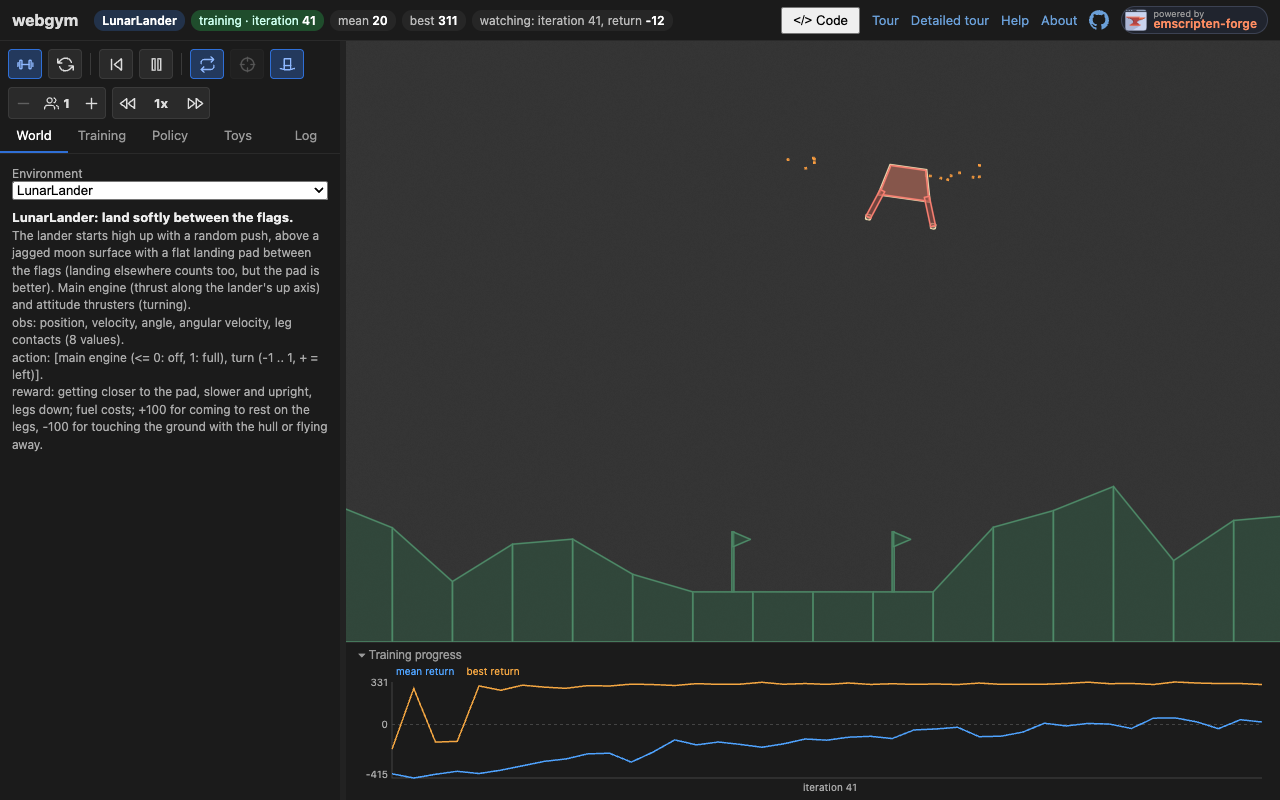 webgym
LunarLander
training · iteration 41
mean 20
best 311
watching: iteration 41, return -12
</> Code
Tour
Detailed tour
Help
About
powered by
emscripten-forge
1
1x
World
Training
Policy
Toys
Log
Environment
LunarLander
LunarLander: land softly between the flags.
The lander starts high up with a random push, above a
jagged moon surface with a flat landing pad between
the flags (landing elsewhere counts too, but the pad is
better). Main engine (thrust along the lander's up axis)
and attitude thrusters (turning).
obs: position, velocity, angle, angular velocity, leg
contacts (8 values).
action: [main engine (<= 0: off, 1: full), turn (-1 .. 1, + =
left)].
reward: getting closer to the pad, slower and upright,
legs down; fuel costs; +100 for coming to rest on the
legs, -100 for touching the ground with the hull or flying
away.
Training progress
mean return
best return
331
0
-415
iteration 41